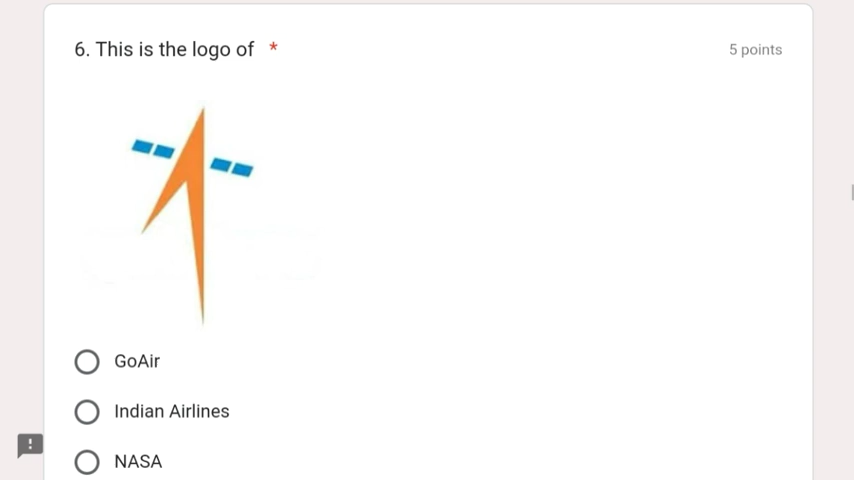 6. This is the logo of *
5 points
GoAir
Indian Airlines
NASA